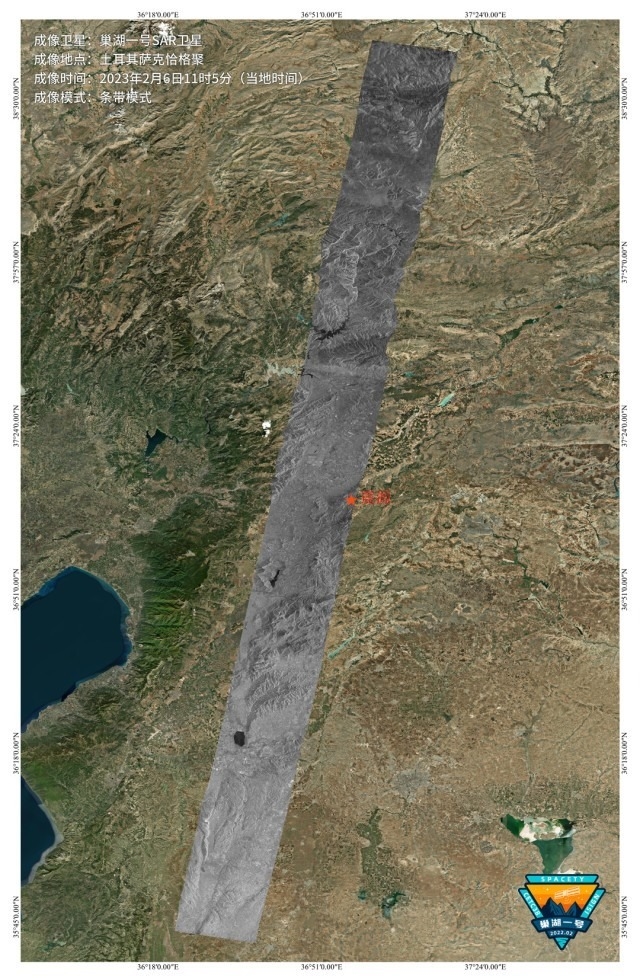 36°18'0.00"E 36°51'0.00"E 37°24'0.00"E
成像卫星：巢湖一号SAR卫星
成像地点：土耳其萨克恰格聚
成像时间：2023年2月6日11时5分（当地时间）
成像模式：条带模式
38°30'0.00"N 38°30'0.00"N
37°57'0.00"N 37°57'0.00"N
37°24'0.00"N 37°24'0.00"N
36°51'0.00"N 36°51'0.00"N
36°18'0.00"N 36°18'0.00"N
35°45'0.00"N 35°45'0.00"N
SPACETY
巢湖一号
2022.02
36°18'0.00"E 36°51'0.00"E 37°24'0.00"E